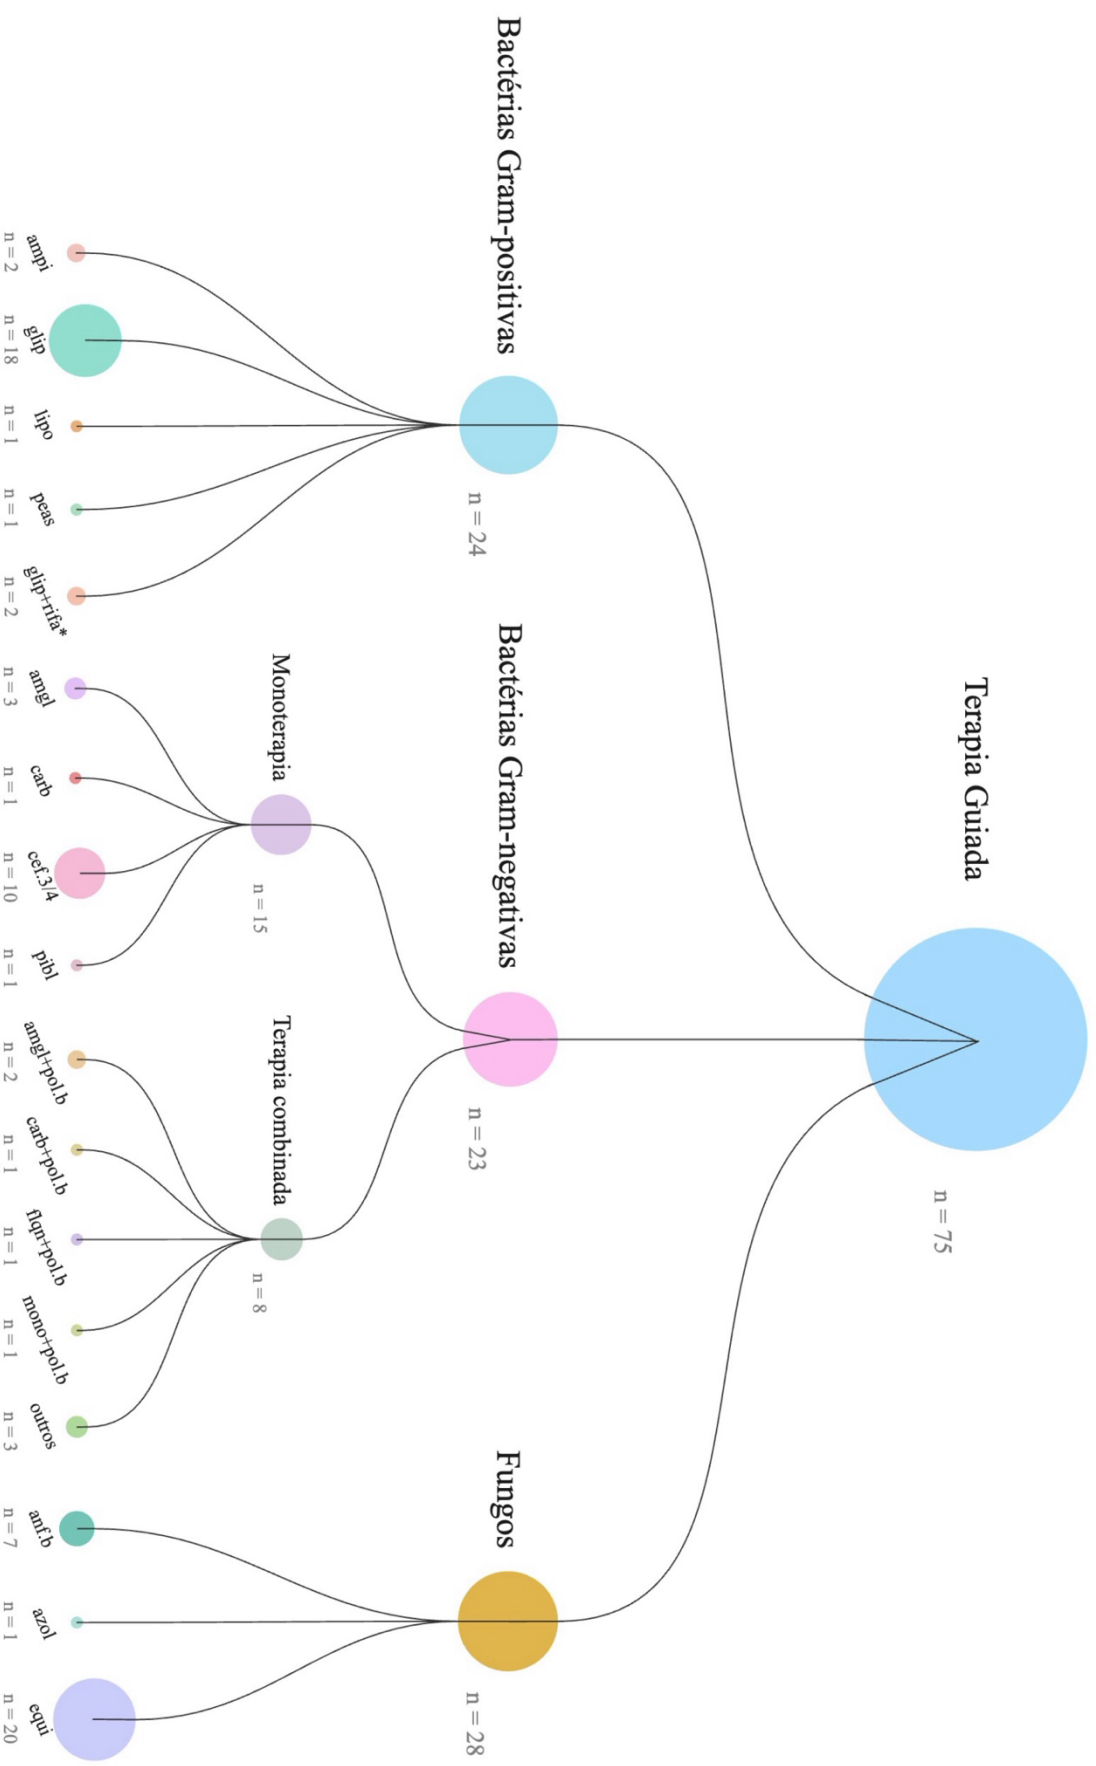 Terapia Guiada
n = 75
Bactérias Gram-positivas
n = 24
Bactérias Gram-negativas
n = 23
Fungos
n = 28
Monoterapia
n = 15
Terapia combinada
n = 8
ampi
n = 2
glip
n = 18
lipo
n = 1
peas
n = 1
glip+rifa*
n = 2
amgl
n = 3
carb
n = 1
cef.3/4
n = 10
pibl
n = 1
amgl+pol.b
n = 2
carb+pol.b
n = 1
flqn+pol.b
n = 1
mono+pol.b
n = 1
outros
n = 3
anf.b
n = 7
azol
n = 1
equi
n = 20